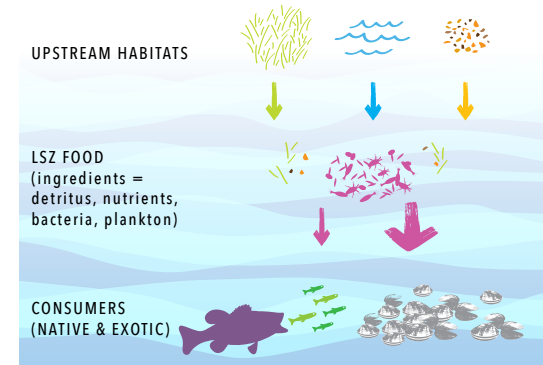 UPSTREAM HABITATS
LSZ FOOD
(ingredients =
detritus, nutrients,
bacteria, plankton)
CONSUMERS
(NATIVE & EXOTIC)